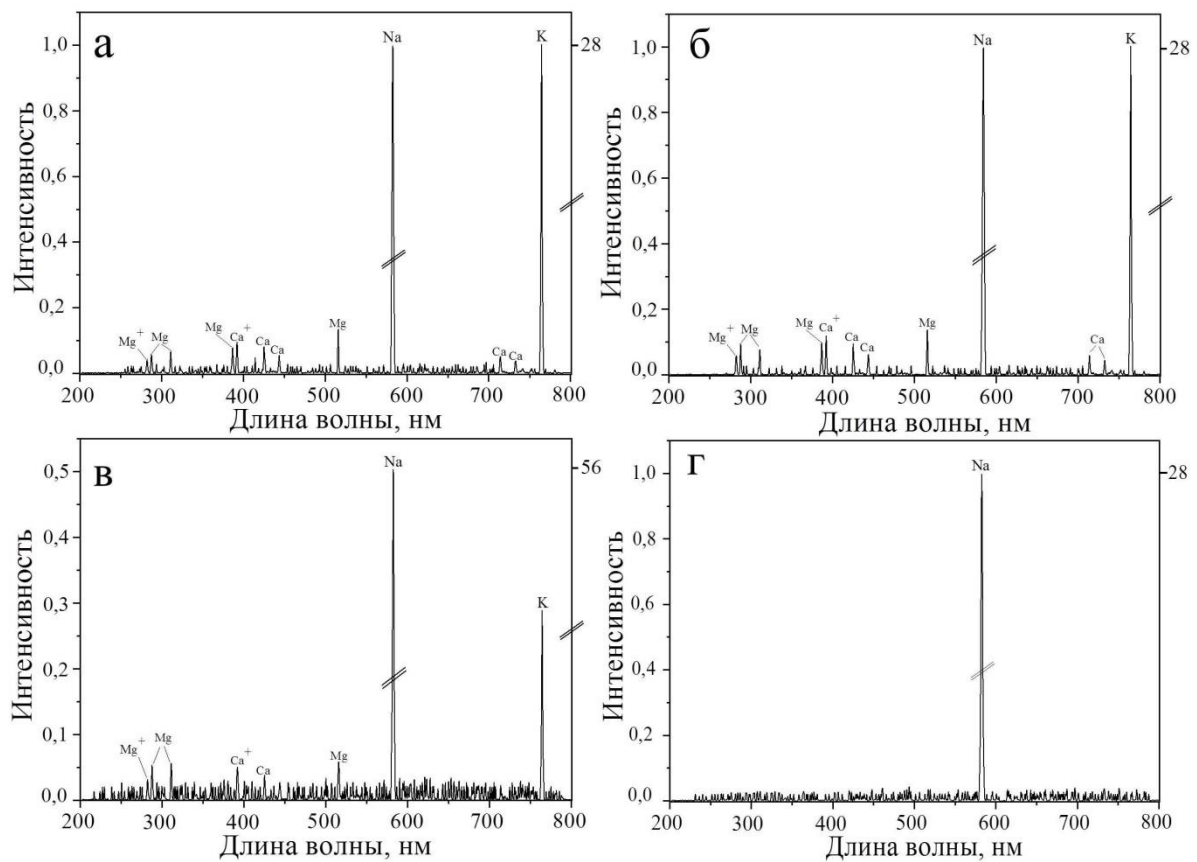 а
Интенсивность
1,0
0,8
0,6
0,4
0,2
0,0
Mg+
Mg
Mg
Ca+
Ca
Ca
Mg
Na
Ca
Ca
K
28
200 300 400 500 600 700 800
Длина волны, нм
б
Интенсивность
1,0
0,8
0,6
0,4
0,2
0,0
Mg+
Mg
Mg
Ca+
Ca
Ca
Mg
Na
Ca
K
28
200 300 400 500 600 700 800
Длина волны, нм
в
Интенсивность
0,5
0,4
0,3
0,2
0,1
0,0
Mg+
Mg
Ca+
Ca
Mg
Na
K
56
200 300 400 500 600 700 800
Длина волны, нм
г
Интенсивность
1,0
0,8
0,6
0,4
0,2
0,0
Na
28
200 300 400 500 600 700 800
Длина волны, нм